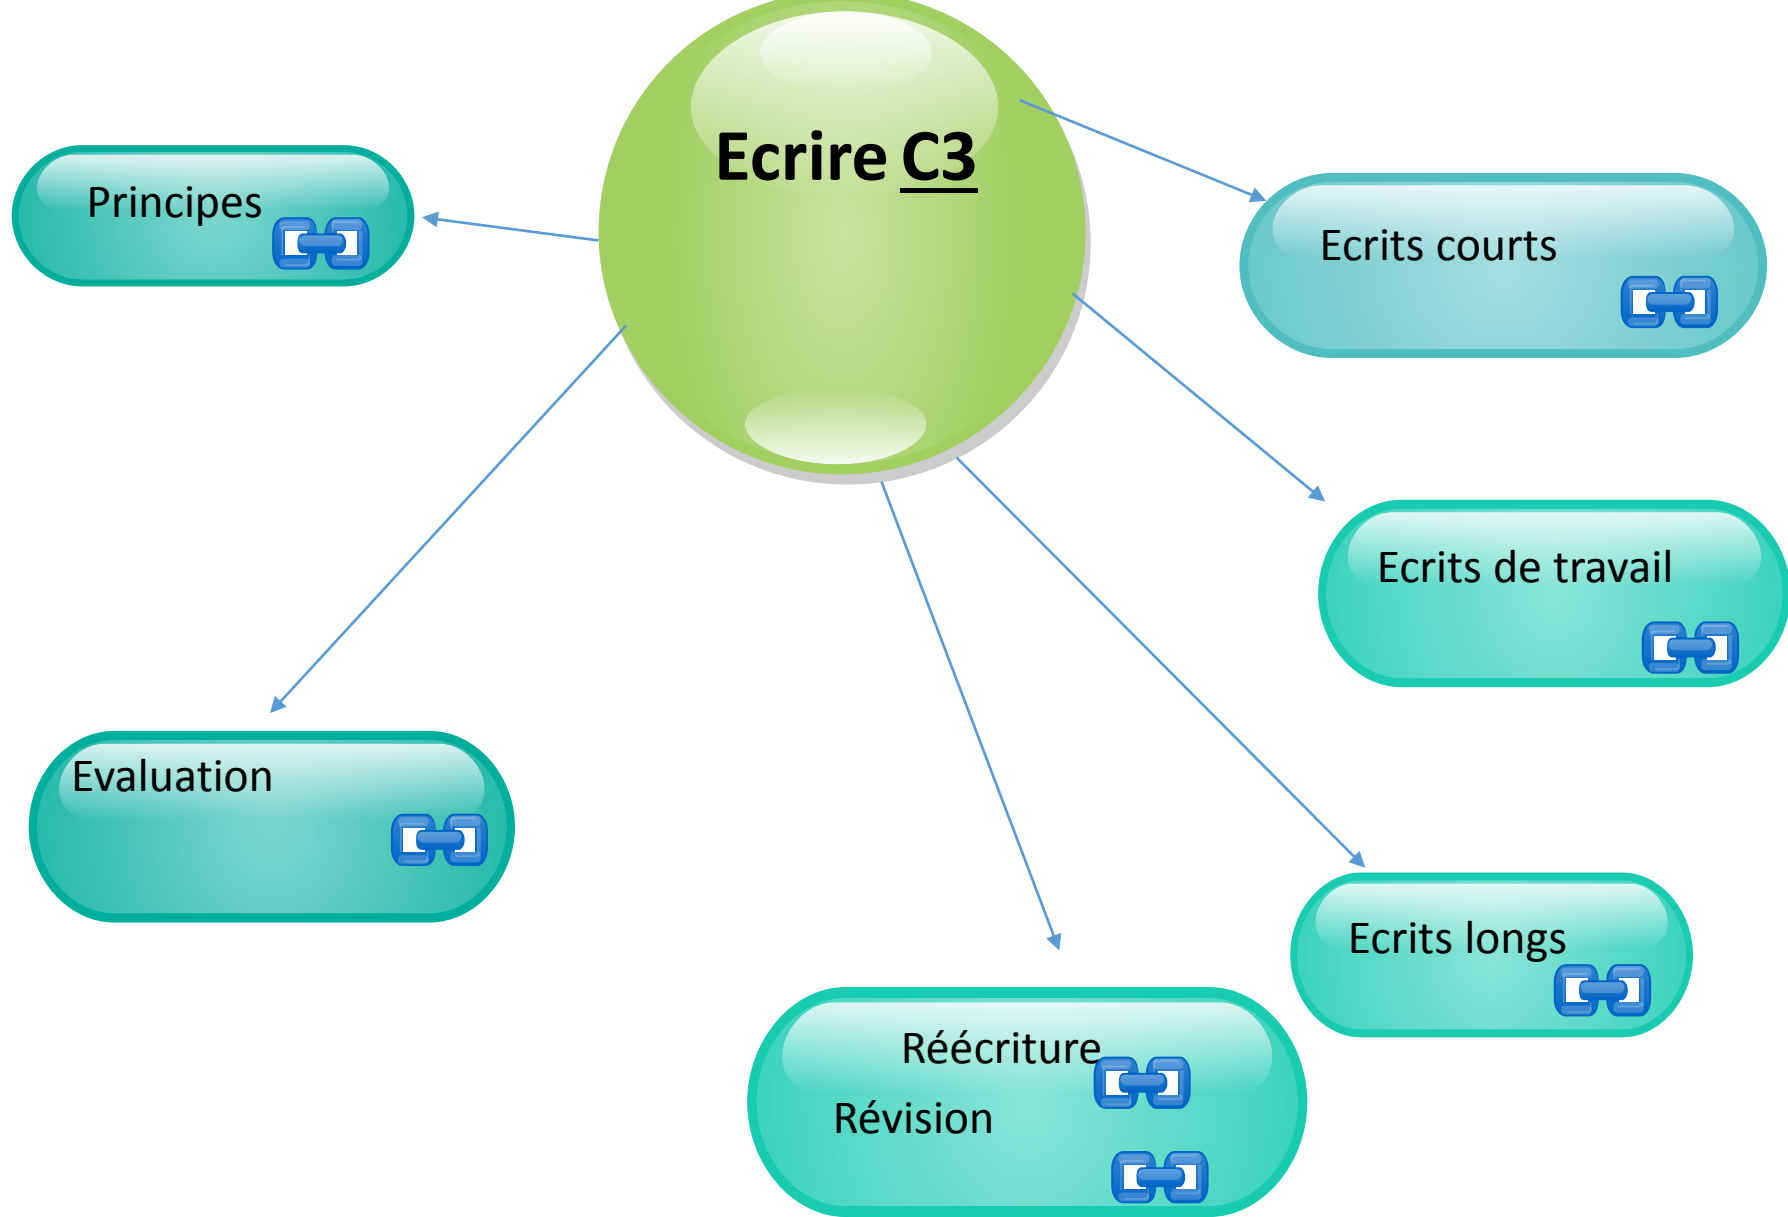 Ecrire C3
Principes
Ecrits courts
Ecrits de travail
Evaluation
Ecrits longs
Réécriture
Révision